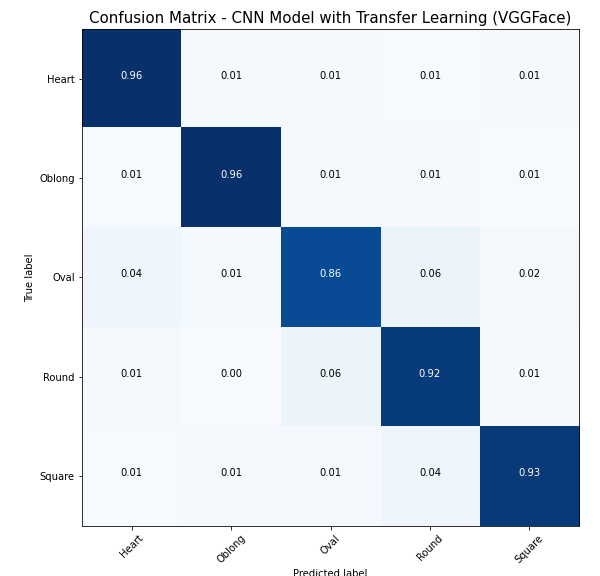 Confusion Matrix - CNN Model with Transfer Learning (VGGFace)
Heart 0.96 0.01 0.01 0.01 0.01
Oblong 0.01 0.96 0.01 0.01 0.01
Oval 0.04 0.01 0.86 0.06 0.02
Round 0.01 0.00 0.06 0.92 0.01
Square 0.01 0.01 0.01 0.04 0.93
True label
Heart Oblong Oval Round Square
Predicted label